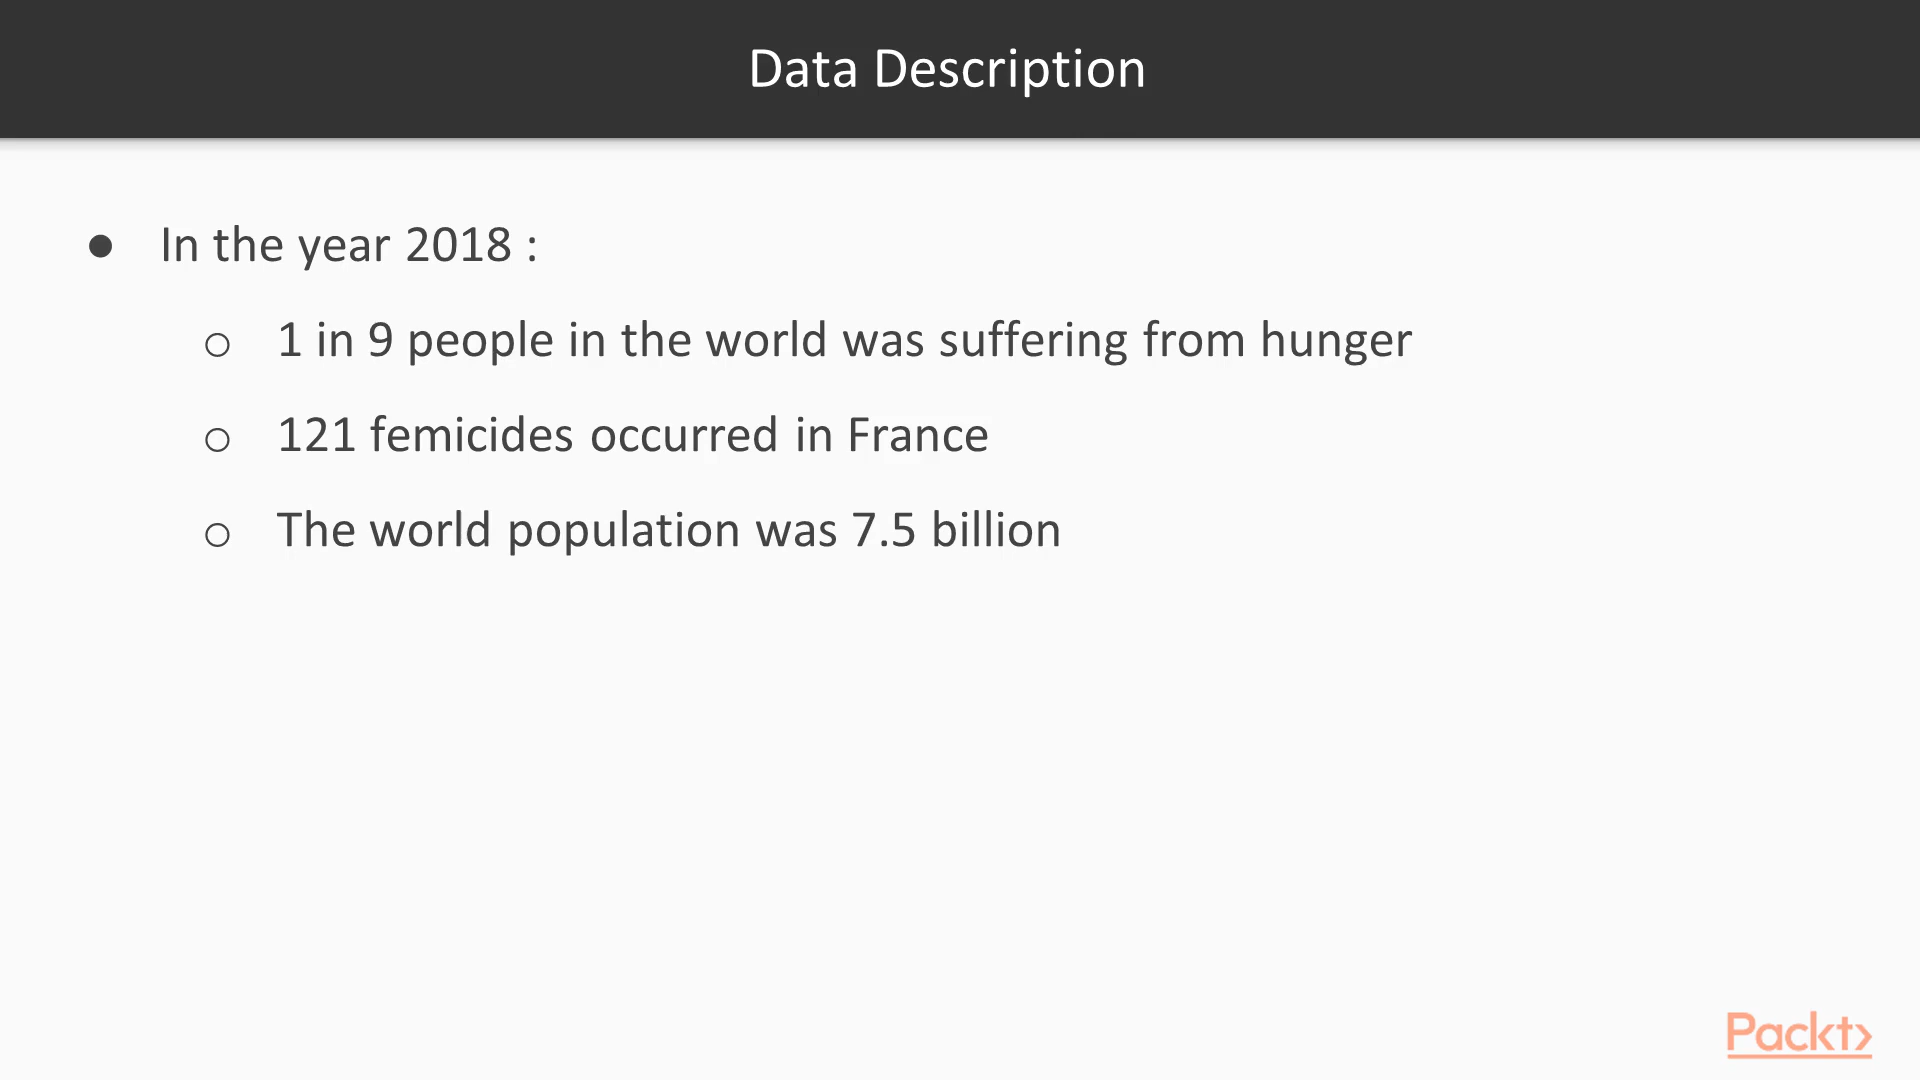 Data Description
● In the year 2018 :
○ 1 in 9 people in the world was suffering from hunger
○ 121 femicides occurred in France
○ The world population was 7.5 billion
Packt>